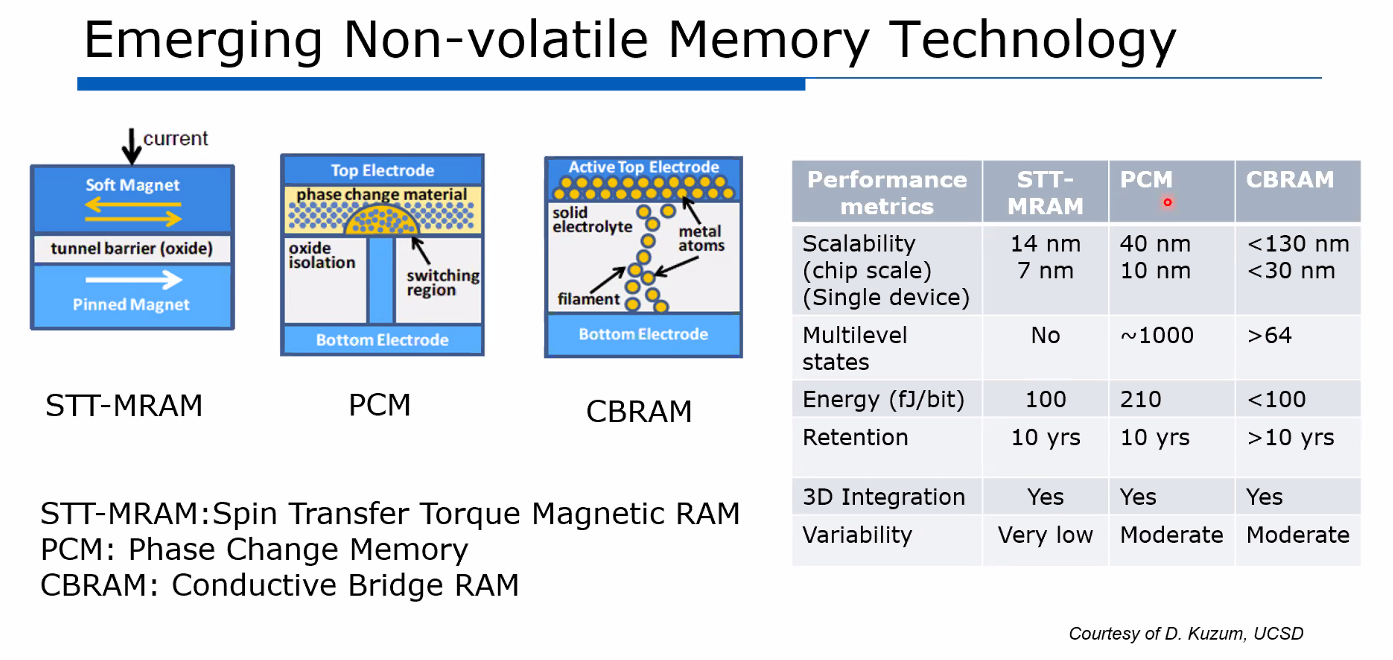 Emerging Non-volatile Memory Technology
current
Soft Magnet
tunnel barrier (oxide)
Pinned Magnet
STT-MRAM
Top Electrode
phase change material
oxide
isolation
switching
region
Bottom Electrode
PCM
Active Top Electrode
solid
electrolyte
metal
atoms
filament
Bottom Electrode
CBRAM
STT-MRAM:Spin Transfer Torque Magnetic RAM
PCM: Phase Change Memory
CBRAM: Conductive Bridge RAM
Performance metrics STT-MRAM PCM CBRAM
Scalability
(chip scale) 14 nm 40 nm <130 nm
(Single device) 7 nm 10 nm <30 nm
Multilevel states No ~1000 >64
Energy (fJ/bit) 100 210 <100
Retention 10 yrs 10 yrs >10 yrs
3D Integration Yes Yes Yes
Variability Very low Moderate Moderate
Courtesy of D. Kuzum, UCSD